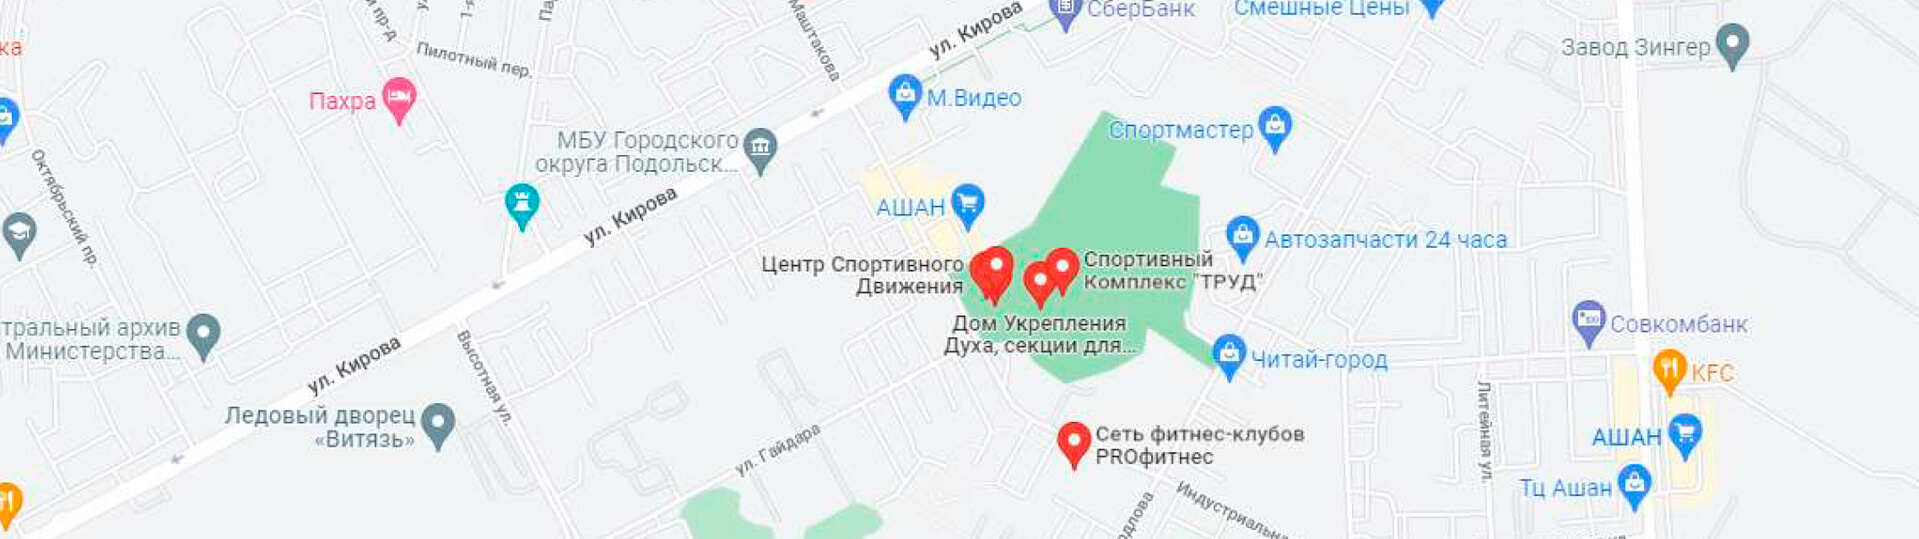 СберБанк
Смешные Цены
ул. Кирова
Маштакова
Пилотный пер.
Завод Зингер
Пахра
М.Видео
МБУ Городского
округа Подольск...
Спортмастер
Октябрьский пр.
ул. Кирова
АШАН
Автозапчасти 24 часа
Центр Спортивного
Движения
Спортивный
Комплекс "ТРУД"
Дом Укрепления
Духа, секции для...
тральный архив
Министерства...
Совкомбанк
ул. Кирова
Высотная ул.
Читай-город
KFC
Литейная ул.
Ледовый дворец
«Витязь»
ул. Гайдара
Сеть фитнес-клубов
PROфитнес
АШАН
Тц Ашан
Индустриальн